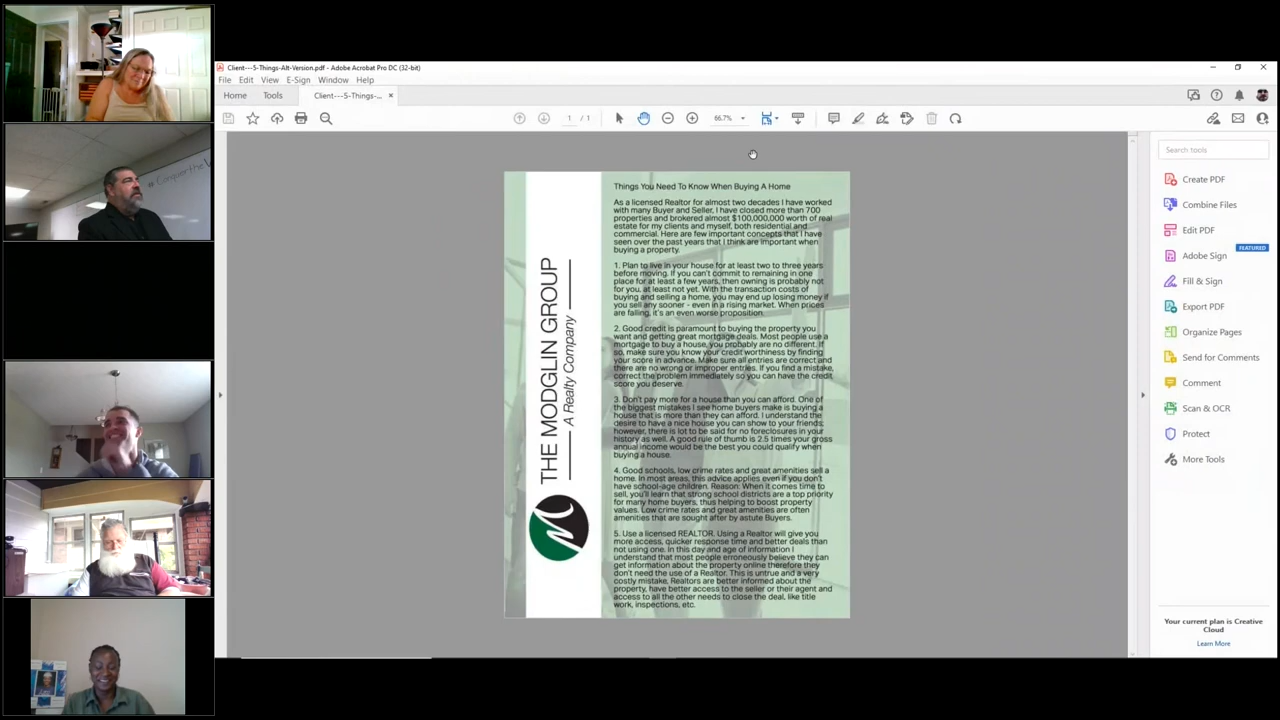 #ConquerTheV
Client---5-Things-Alt-Version.pdf - Adobe Acrobat Pro DC (32-bit)
File Edit View E-Sign Window Help
Home Tools Client---5-Things-... ×
1 / 1
66.7%
Things You Need To Know When Buying A Home
As a licensed Realtor for almost two decades I have worked
with many Buyer and Seller, I have closed more than 700
properties and brokered almost $100,000,000 worth of real
estate for my clients and myself, both residential and
commercial. Here are few important concepts that I have
seen over the past years that I think are important when
buying a property.
1. Plan to live in your house for at least two to three years
before moving. If you can't commit to remaining in one
place for at least a few years, then owning is probably not
for you, at least not yet. With the transaction costs of
buying and selling a home, you may end up losing money if
you sell any sooner - even in a rising market. When prices
are falling, it's an even worse proposition.
2. Good credit is paramount to buying the property you
want and getting great mortgage deals. Most people use a
mortgage to buy a house, you probably are no different. If
so, make sure you know your credit worthiness by finding
your score in advance. Make sure all entries are correct and
there are no wrong or improper entries. If you find a mistake,
correct the problem immediately so you can have the credit
score you deserve.
3. Don't pay more for a house than you can afford. One of
the biggest mistakes I see home buyers make is buying a
house that is more than they can afford. I understand the
desire to have a nice house you can show to your friends;
however, there is lot to be said for no foreclosures in your
history as well. A good rule of thumb is 2.5 times your gross
annual income would be the best you could qualify when
buying a house.
4. Good schools, low crime rates and great amenities sell a
home. In most areas, this advice applies even if you don't
have school-age children. Reason: When it comes time to
sell, you'll learn that strong school districts are a top priority
for many home buyers, thus helping to boost property
values. Low crime rates and great amenities are often
amenities that are sought after by astute Buyers.
5. Use a licensed REALTOR. Using a Realtor will give you
more access, quicker response time and better deals than
not using one. In this day and age of information I
understand that most people erroneously believe they can
get information about the property online therefore they
don't need the use of a Realtor. This is untrue and a very
costly mistake, Realtors are better informed about the
property, have better access to the seller or their agent and
access to all the other needs to close the deal, like title
work, inspections, etc.
THE MODGLIN GROUP
A Realty Company
Search tools
Create PDF
Combine Files
Edit PDF
FEATURED
Adobe Sign
Fill & Sign
Export PDF
Organize Pages
Send for Comments
Comment
Scan & OCR
Protect
More Tools
Your current plan is Creative
Cloud
Learn More